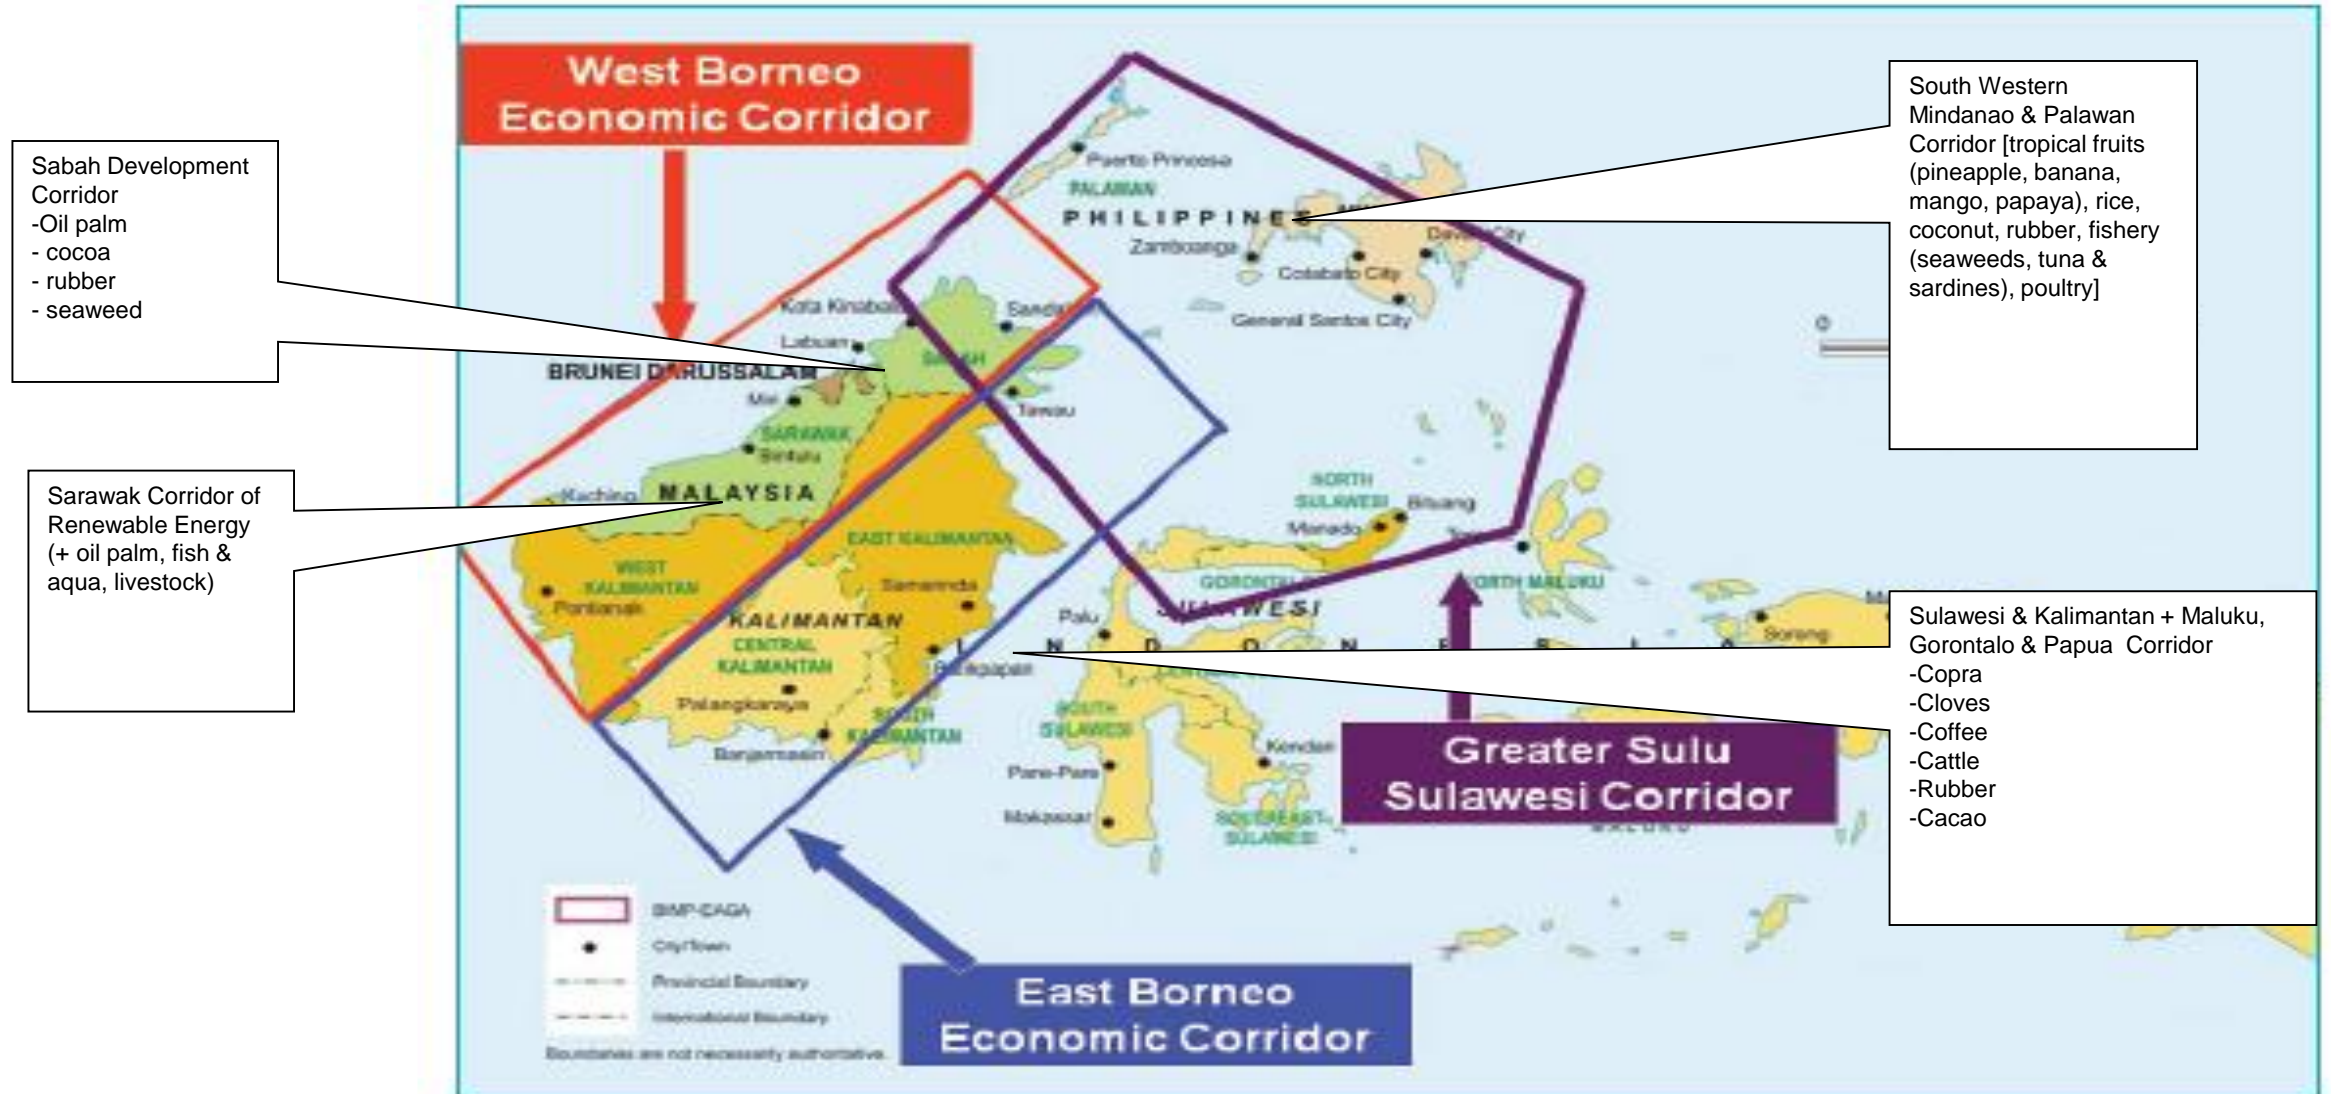 West Borneo
Economic Corridor
South Western
Mindanao & Palawan
Corridor [tropical fruits
(pineapple, banana,
mango, papaya), rice,
coconut, rubber, fishery
(seaweeds, tuna &
sardines), poultry]
Sabah Development
Corridor
-Oil palm
- cocoa
- rubber
- seaweed
Puerto Princesa
PALAWAN
PHILIPPINES
Zamboanga
Cotabato City
General Santos City
0
Kota Kinabalu
Labuan
BRUNEI DARUSSALAM
Miri
Tawau
SARAWAK
Bintulu
Sarawak Corridor of
Renewable Energy
(+ oil palm, fish &
aqua, livestock)
Kuching
MALAYSIA
NORTH
SULAWESI
Bituang
Manado
EAST KALIMANTAN
WEST
KALIMANTAN
Samarinda
Pontianak
GORONTALO
NORTH MALUKU
SULAWESI
KALIMANTAN
Palu
CENTRAL
KALIMANTAN
Balikpapan
INDONESIA
Sorong
Sulawesi & Kalimantan + Maluku,
Gorontalo & Papua  Corridor
-Copra
-Cloves
-Coffee
-Cattle
-Rubber
-Cacao
Palangkaraya
SOUTH
KALIMANTAN
Banjarmasin
SOUTH
SULAWESI
Kendari
Pare-Pare
Makassar
SOUTHEAST
SULAWESI
Greater Sulu
Sulawesi Corridor
MALUKU
BIMP-EAGA
City/Town
Provincial Boundary
International Boundary
Boundaries are not necessarily authoritative.
East Borneo
Economic Corridor